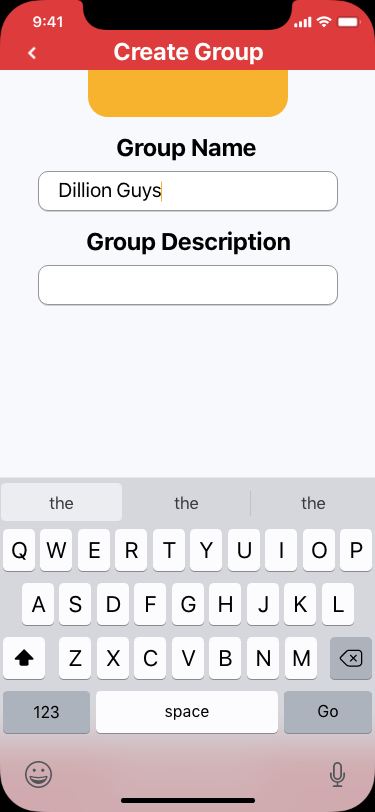 9:41
Create Group
Group Name
Dillion Guys
Group Description
the the the
Q W E R T Y U I O P
A S D F G H J K L
Z X C V B N M
123 space Go